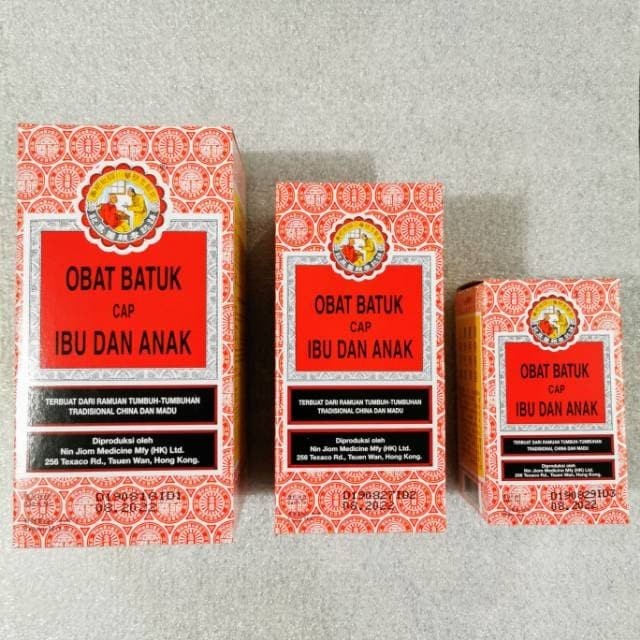 OBAT BATUK
CAP
IBU DAN ANAK
TERBUAT DARI RAMUAN TUMBUH-TUMBUHAN
TRADISIONAL CHINA DAN MADU
Diproduksi oleh
Nin Jiom Medicine Mfy (HK) Ltd.
256 Texaco Rd., Tsuen Wan, Hong Kong.
D190816ID1
08.2022
OBAT BATUK
CAP
IBU DAN ANAK
TERBUAT DARI RAMUAN TUMBUH-TUMBUHAN
TRADISIONAL CHINA DAN MADU
Diproduksi oleh
Nin Jiom Medicine Mfy (HK) Ltd.
256 Texaco Rd., Tsuen Wan, Hong Kong.
D190827ID2
08.2022
OBAT BATUK
CAP
IBU DAN ANAK
TERBUAT DARI RAMUAN TUMBUH-TUMBUHAN
TRADISIONAL CHINA DAN MADU
Diproduksi oleh
Nin Jiom Medicine Mfy (HK) Ltd.
256 Texaco Rd., Tsuen Wan, Hong Kong.
08.2022